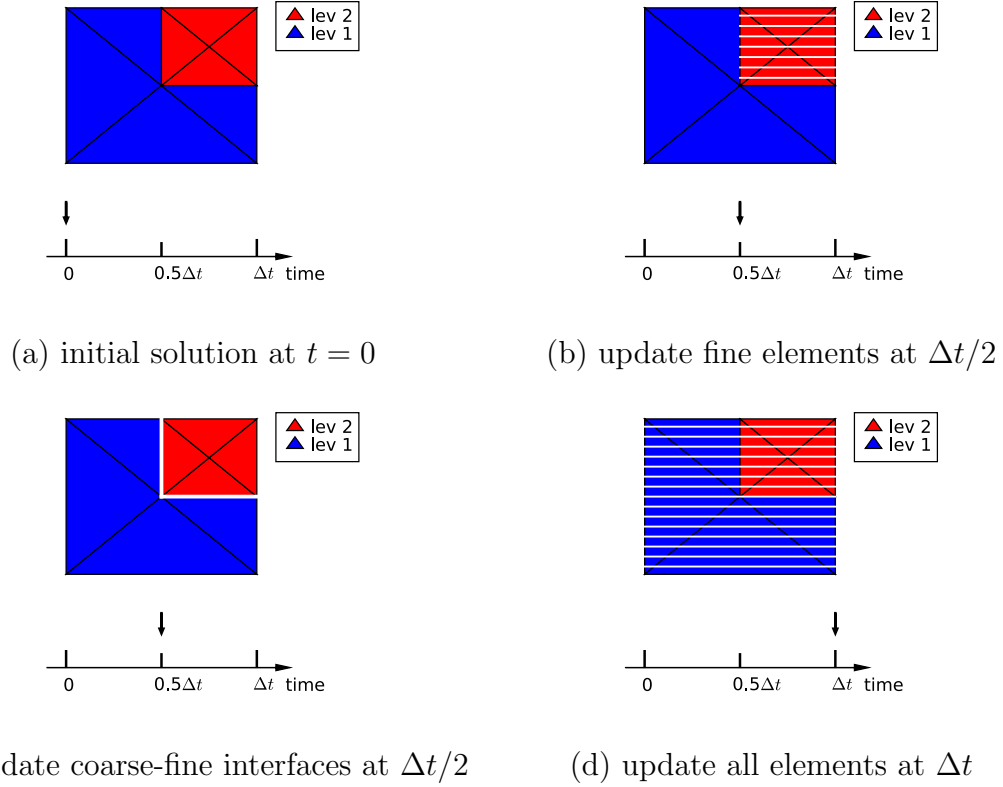 lev 2
lev 1
0
0.5Δt
Δt
time
(a) initial solution at t = 0
lev 2
lev 1
0
0.5Δt
Δt
time
(b) update fine elements at Δt/2
lev 2
lev 1
0
0.5Δt
Δt
time
date coarse-fine interfaces at Δt/2
lev 2
lev 1
0
0.5Δt
Δt
time
(d) update all elements at Δt